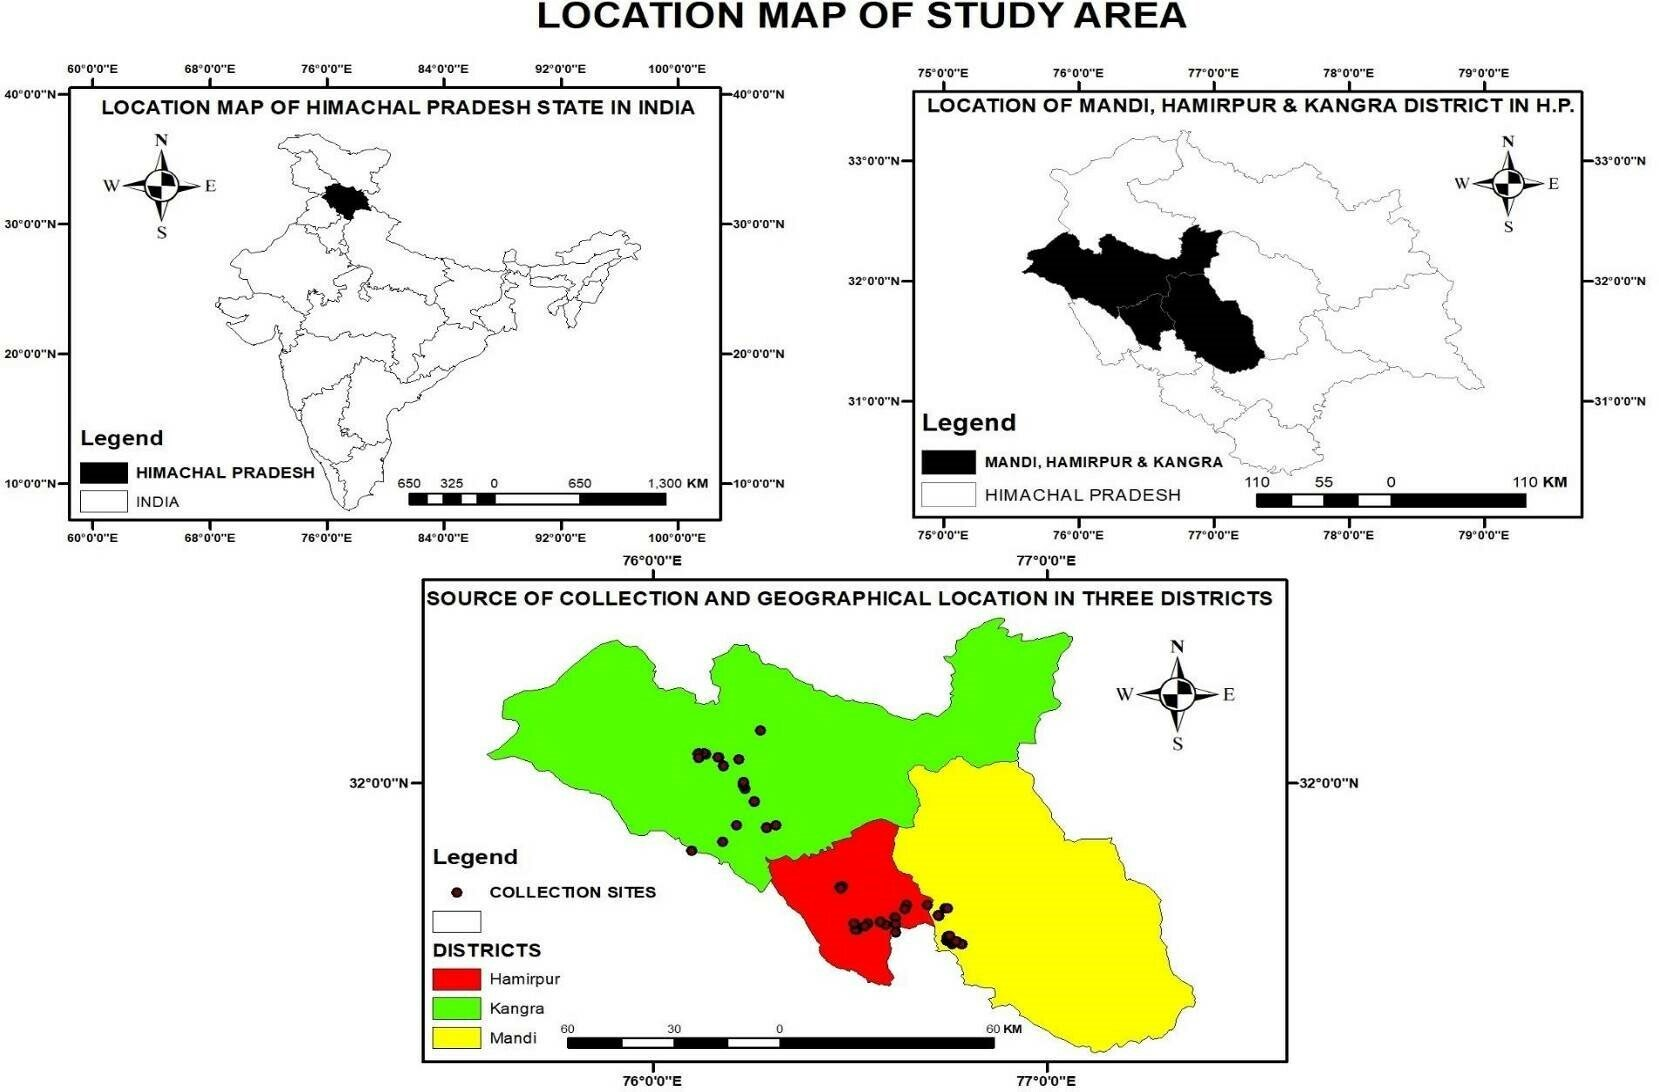 LOCATION MAP OF STUDY AREA
60°0'0"E 68°0'0"E 76°0'0"E 84°0'0"E 92°0'0"E 100°0'0"E
40°0'0"N 40°0'0"N
LOCATION MAP OF HIMACHAL PRADESH STATE IN INDIA
N
W E
S
30°0'0"N 30°0'0"N
20°0'0"N 20°0'0"N
Legend
HIMACHAL PRADESH
10°0'0"N 10°0'0"N
650 325 0 650 1,300 KM
INDIA
60°0'0"E 68°0'0"E 76°0'0"E 84°0'0"E 92°0'0"E 100°0'0"E
75°0'0"E 76°0'0"E 77°0'0"E 78°0'0"E 79°0'0"E
LOCATION OF MANDI, HAMIRPUR & KANGRA DISTRICT IN H.P.
N
33°0'0"N 33°0'0"N
W E
S
32°0'0"N 32°0'0"N
31°0'0"N 31°0'0"N
Legend
MANDI, HAMIRPUR & KANGRA
110 55 0 110 KM
HIMACHAL PRADESH
75°0'0"E 76°0'0"E 77°0'0"E 78°0'0"E 79°0'0"E
76°0'0"E 77°0'0"E
SOURCE OF COLLECTION AND GEOGRAPHICAL LOCATION IN THREE DISTRICTS
N
W E
S
32°0'0"N 32°0'0"N
Legend
COLLECTION SITES
DISTRICTS
Hamirpur
Kangra
Mandi
60 30 0 60 KM
76°0'0"E 77°0'0"E